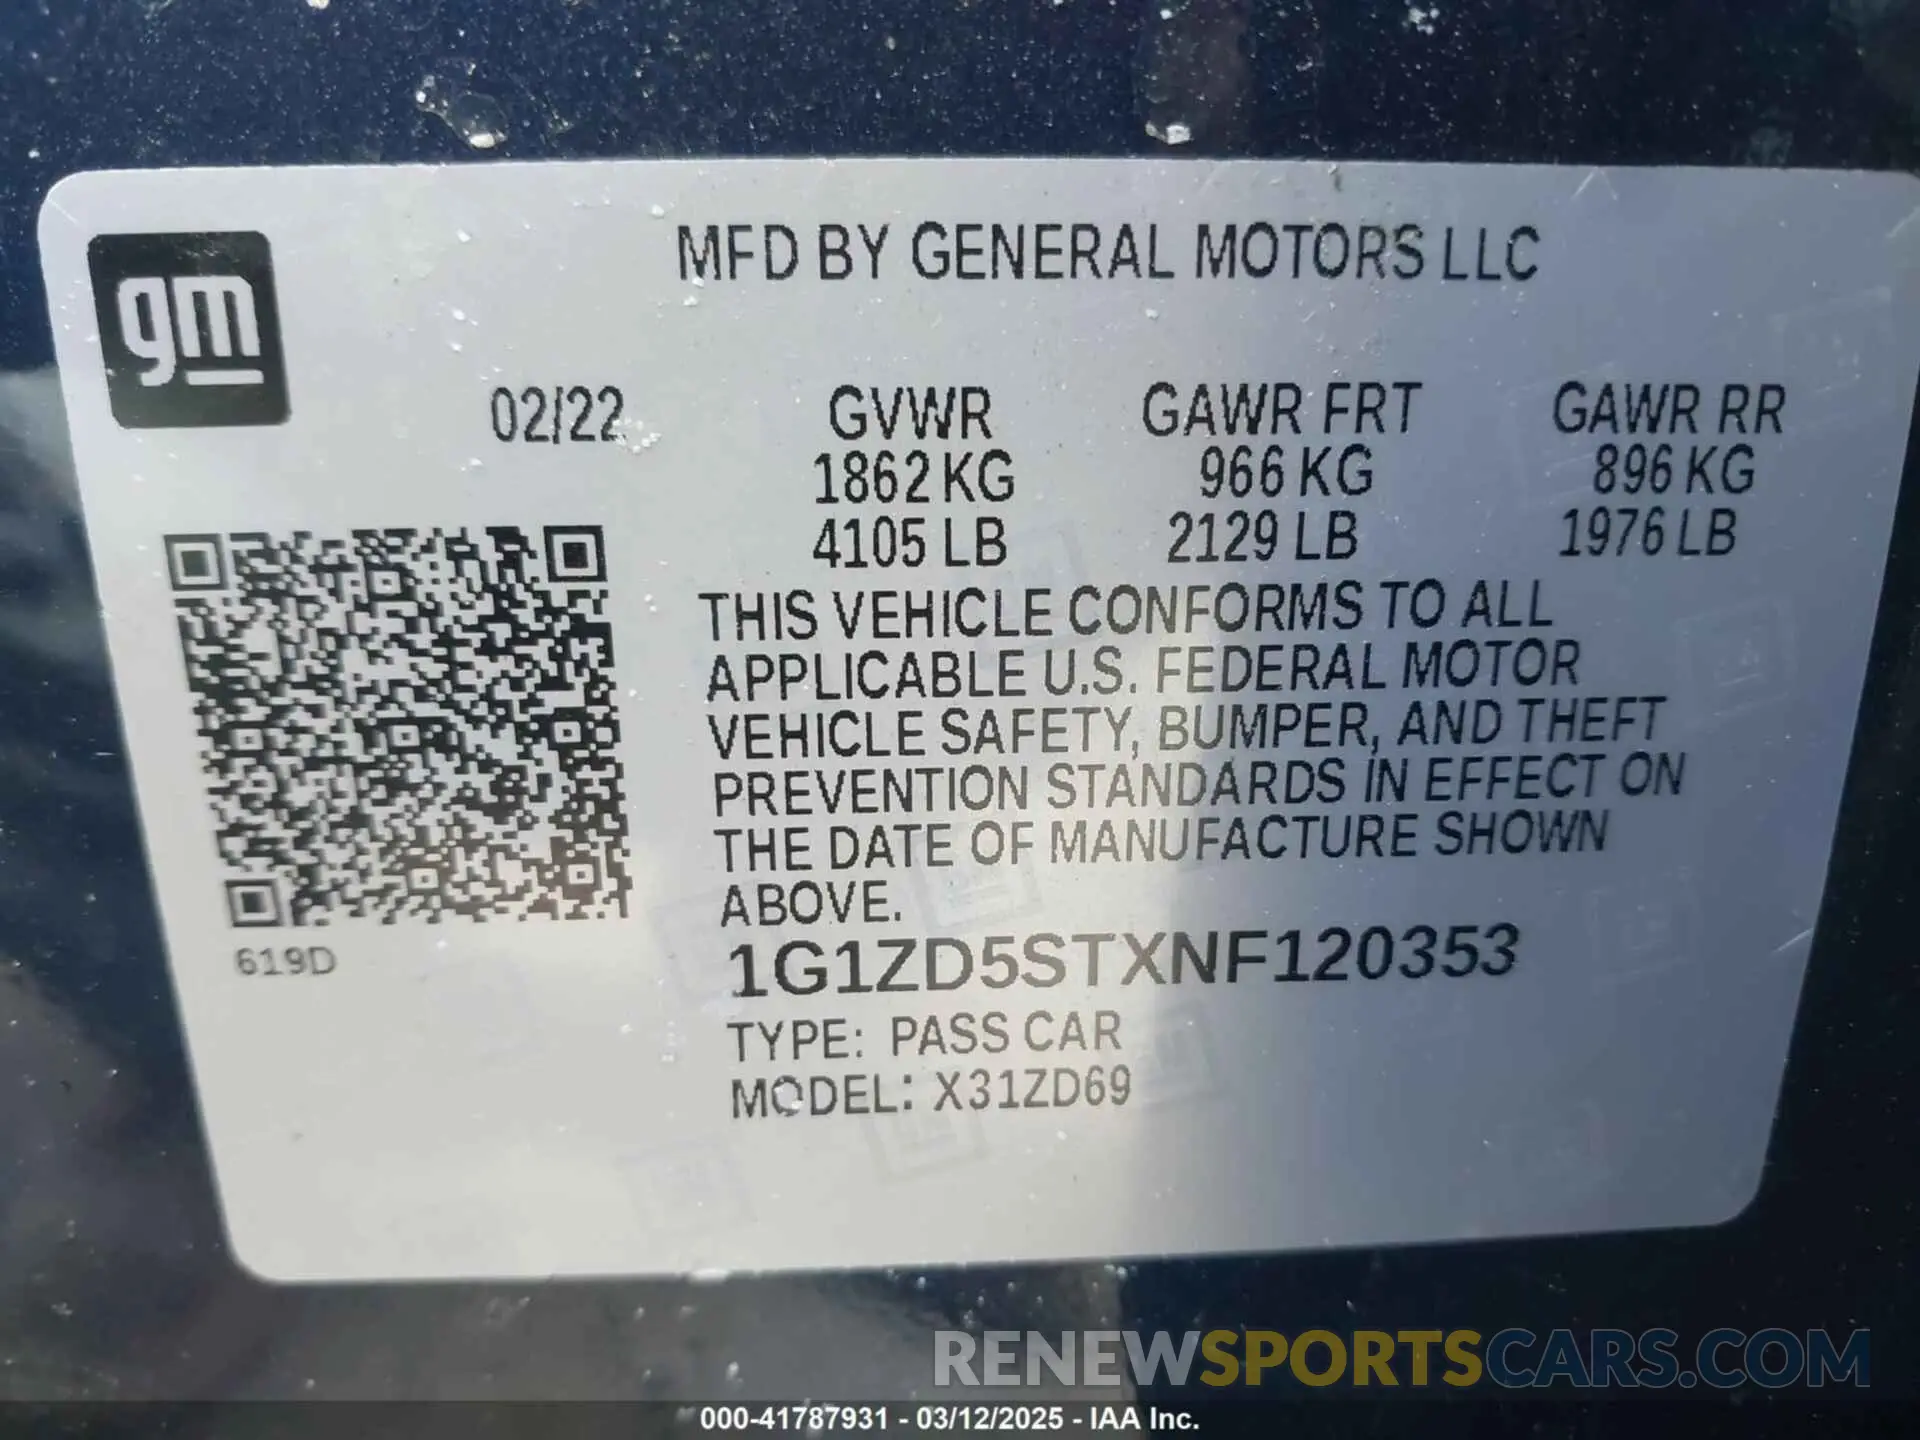 MFD BY GENERAL MOTORS LLC
gm
02/22 GVWR GAWR FRT GAWR RR
1862 KG 966 KG 896 KG
4105 LB 2129 LB 1976 LB
THIS VEHICLE CONFORMS TO ALL
APPLICABLE U.S. FEDERAL MOTOR
VEHICLE SAFETY, BUMPER, AND THEFT
PREVENTION STANDARDS IN EFFECT ON
THE DATE OF MANUFACTURE SHOWN
ABOVE.
619D
1G1ZD5STXNF120353
TYPE: PASS CAR
MODEL: X31ZD69
RENEWSPORTSCARS.COM
000-41787931 - 03/12/2025 - IAA Inc.